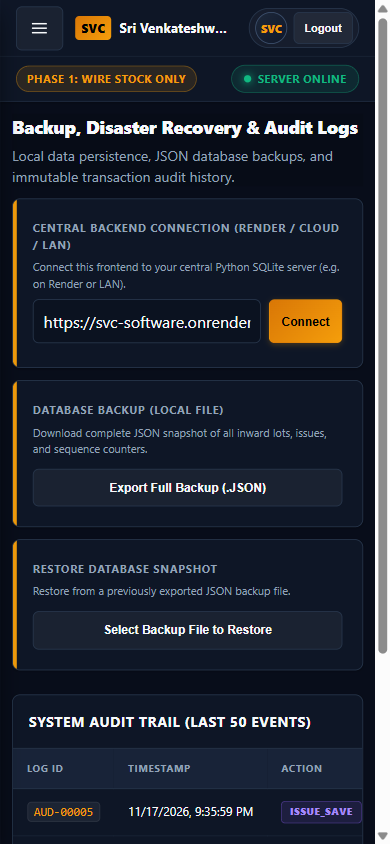 SVC Sri Venkateshw... SVC Logout
PHASE 1: WIRE STOCK ONLY SERVER ONLINE
Backup, Disaster Recovery & Audit Logs
Local data persistence, JSON database backups, and
immutable transaction audit history.
CENTRAL BACKEND CONNECTION (RENDER / CLOUD
/ LAN)
Connect this frontend to your central Python SQLite server (e.g.
on Render or LAN).
https://svc-software.onrender Connect
DATABASE BACKUP (LOCAL FILE)
Download complete JSON snapshot of all inward lots, issues,
and sequence counters.
Export Full Backup (.JSON)
RESTORE DATABASE SNAPSHOT
Restore from a previously exported JSON backup file.
Select Backup File to Restore
SYSTEM AUDIT TRAIL (LAST 50 EVENTS)
LOG ID TIMESTAMP ACTION
AUD-00005 11/17/2026, 9:35:59 PM ISSUE_SAVE